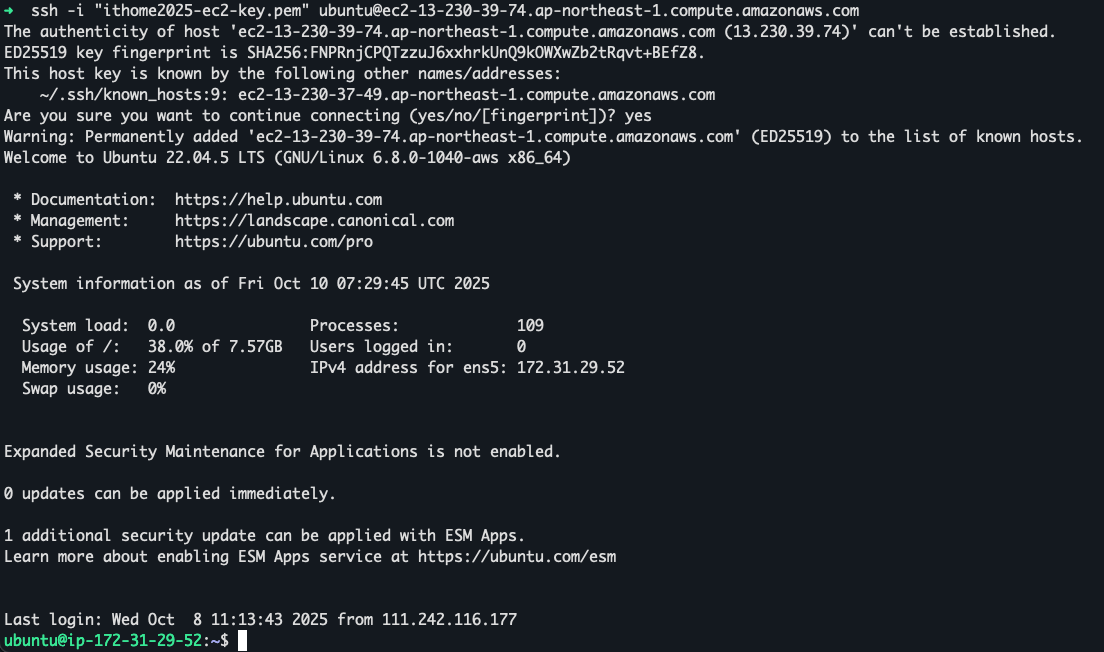 ➜  ssh -i "ithome2025-ec2-key.pem" ubuntu@ec2-13-230-39-74.ap-northeast-1.compute.amazonaws.com
The authenticity of host 'ec2-13-230-39-74.ap-northeast-1.compute.amazonaws.com (13.230.39.74)' can't be established.
ED25519 key fingerprint is SHA256:FNPRnjCPQTzzuJ6xxhrkUnQ9kOWXwZb2tRqvt+BEfZ8.
This host key is known by the following other names/addresses:
    ~/.ssh/known_hosts:9: ec2-13-230-37-49.ap-northeast-1.compute.amazonaws.com
Are you sure you want to continue connecting (yes/no/[fingerprint])? yes
Warning: Permanently added 'ec2-13-230-39-74.ap-northeast-1.compute.amazonaws.com' (ED25519) to the list of known hosts.
Welcome to Ubuntu 22.04.5 LTS (GNU/Linux 6.8.0-1040-aws x86_64)

 * Documentation:  https://help.ubuntu.com
 * Management:     https://landscape.canonical.com
 * Support:        https://ubuntu.com/pro

 System information as of Fri Oct 10 07:29:45 UTC 2025

  System load:  0.0               Processes:             109
  Usage of /:   38.0% of 7.57GB   Users logged in:       0
  Memory usage: 24%               IPv4 address for ens5: 172.31.29.52
  Swap usage:   0%

Expanded Security Maintenance for Applications is not enabled.

0 updates can be applied immediately.

1 additional security update can be applied with ESM Apps.
Learn more about enabling ESM Apps service at https://ubuntu.com/esm

Last login: Wed Oct  8 11:13:43 2025 from 111.242.116.177
ubuntu@ip-172-31-29-52:~$